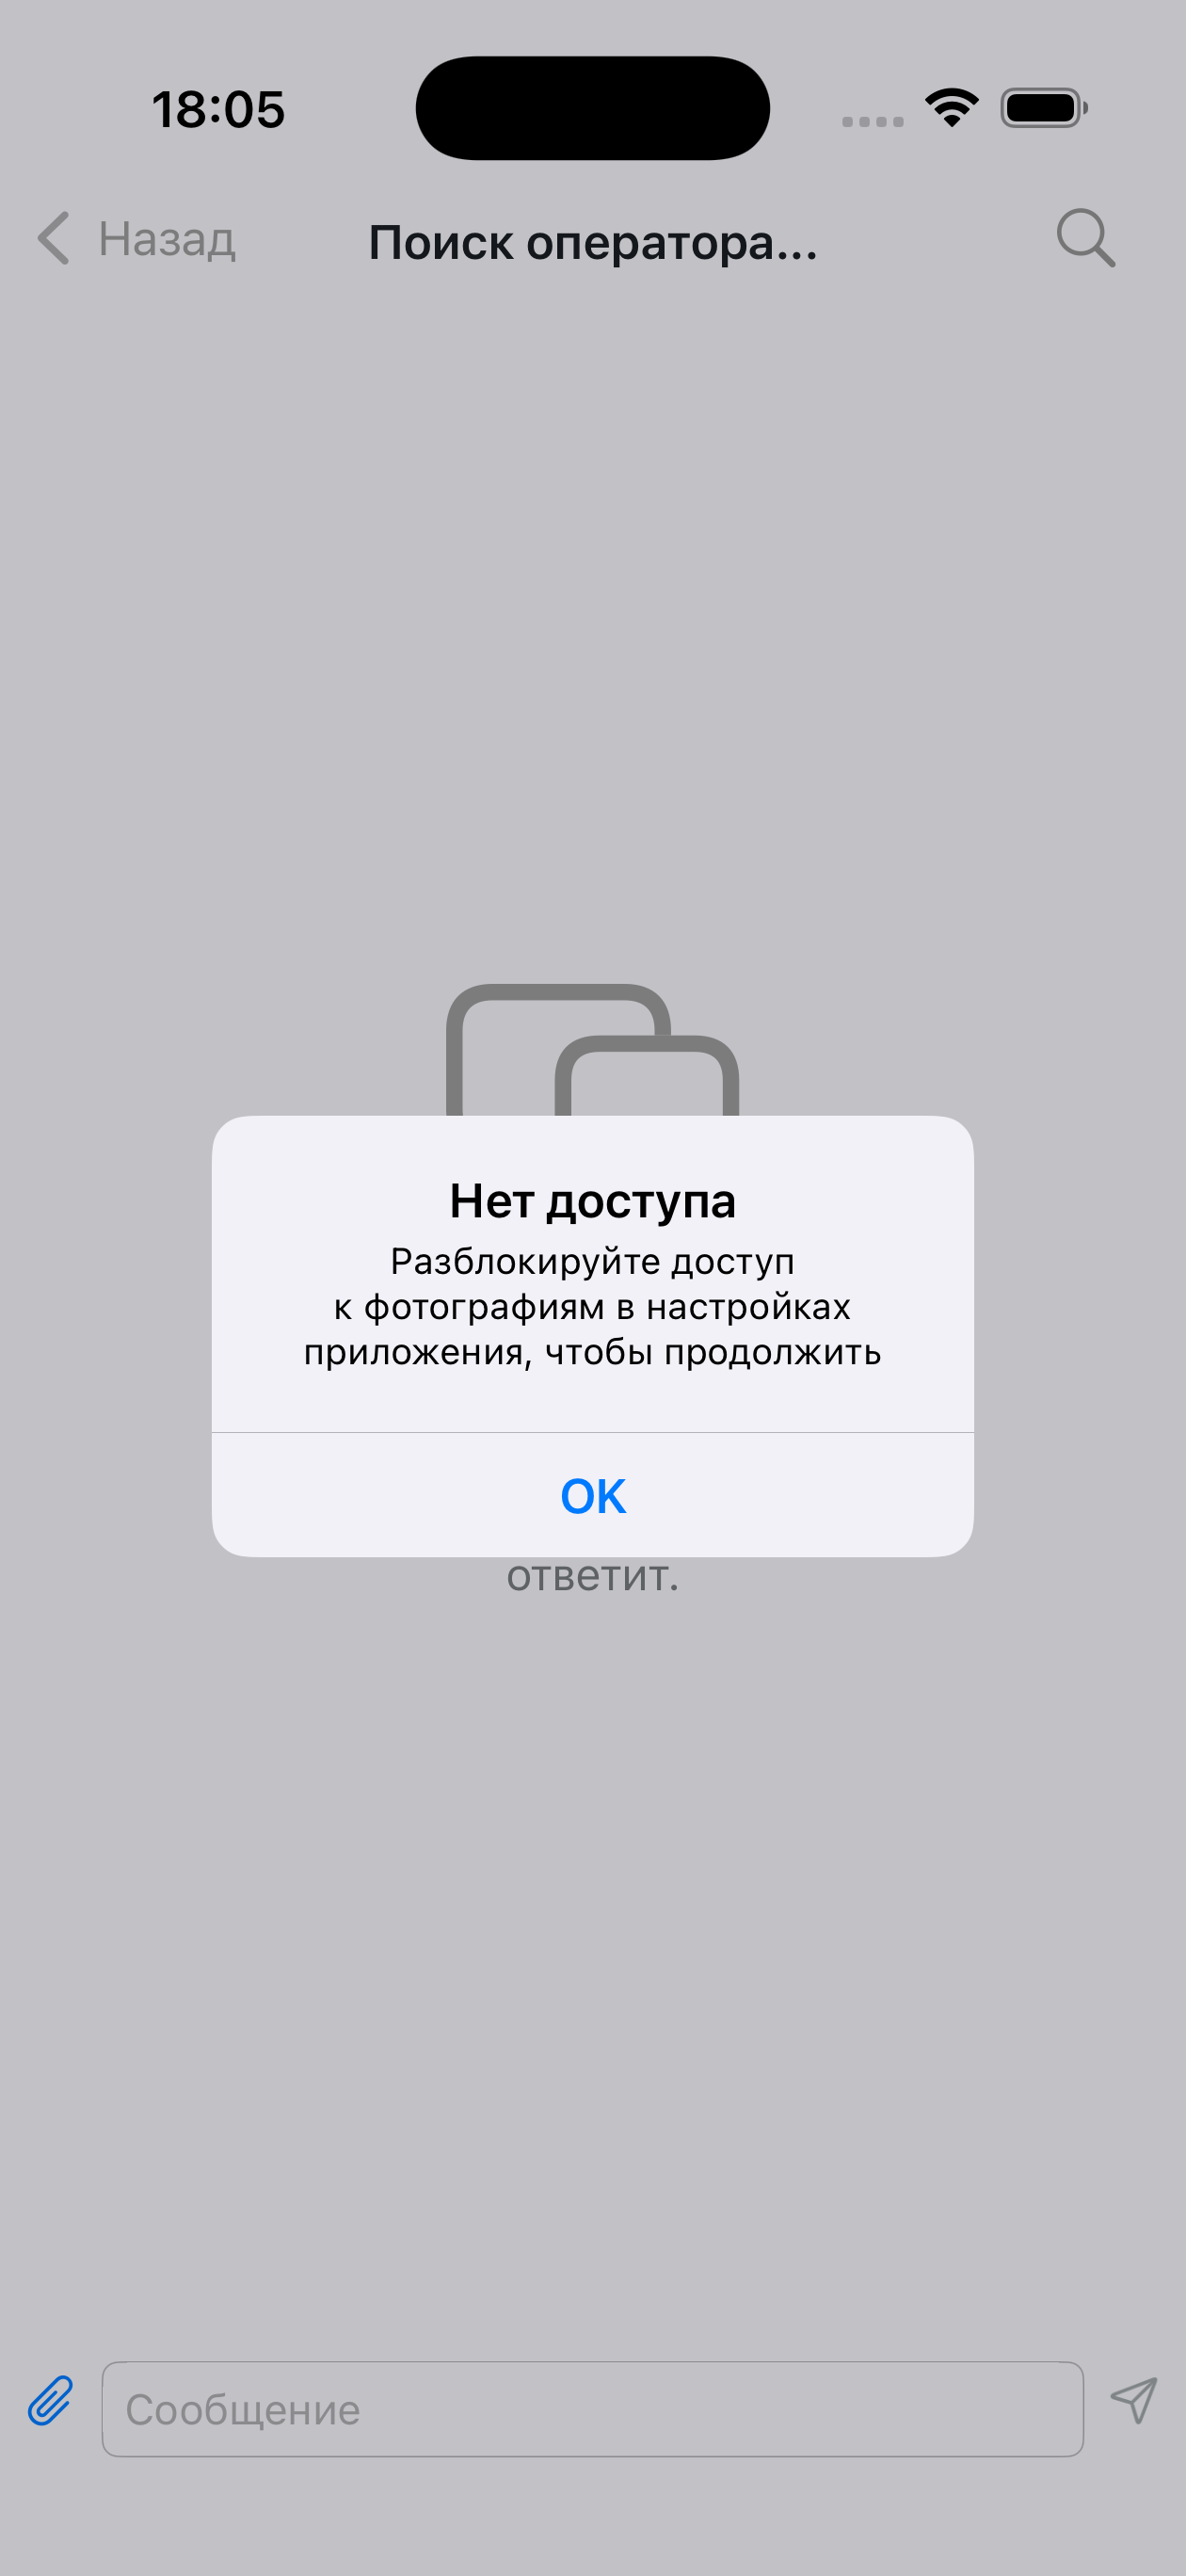 18:05
Назад
Поиск оператора...
Нет доступа
Разблокируйте доступ
к фотографиям в настройках
приложения, чтобы продолжить
OK
ответит.
Сообщение